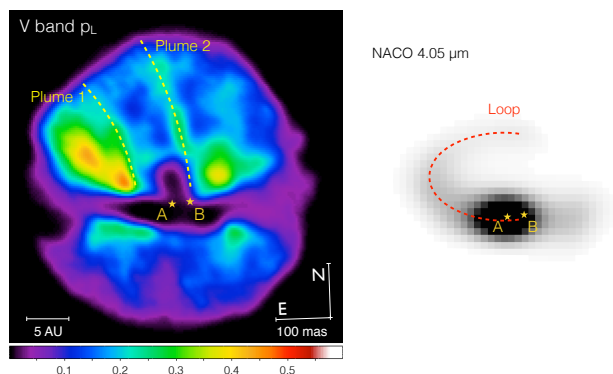 V band pL
Plume 2
Plume 1
A
B
N
E
5 AU
100 mas
0.1
0.2
0.3
0.4
0.5
NACO 4.05 µm
Loop
A
B